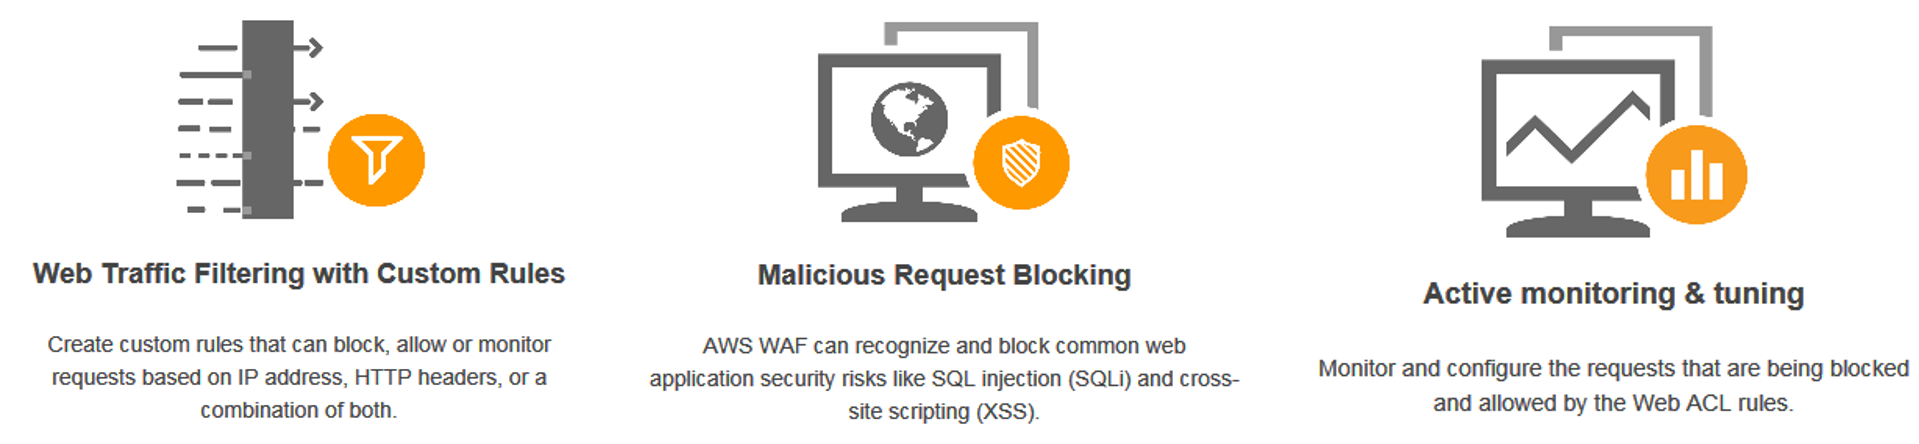 Web Traffic Filtering with Custom Rules
Create custom rules that can block, allow or monitor
requests based on IP address, HTTP headers, or a
combination of both.
Malicious Request Blocking
AWS WAF can recognize and block common web
application security risks like SQL injection (SQLi) and cross-
site scripting (XSS).
Active monitoring & tuning
Monitor and configure the requests that are being blocked
and allowed by the Web ACL rules.